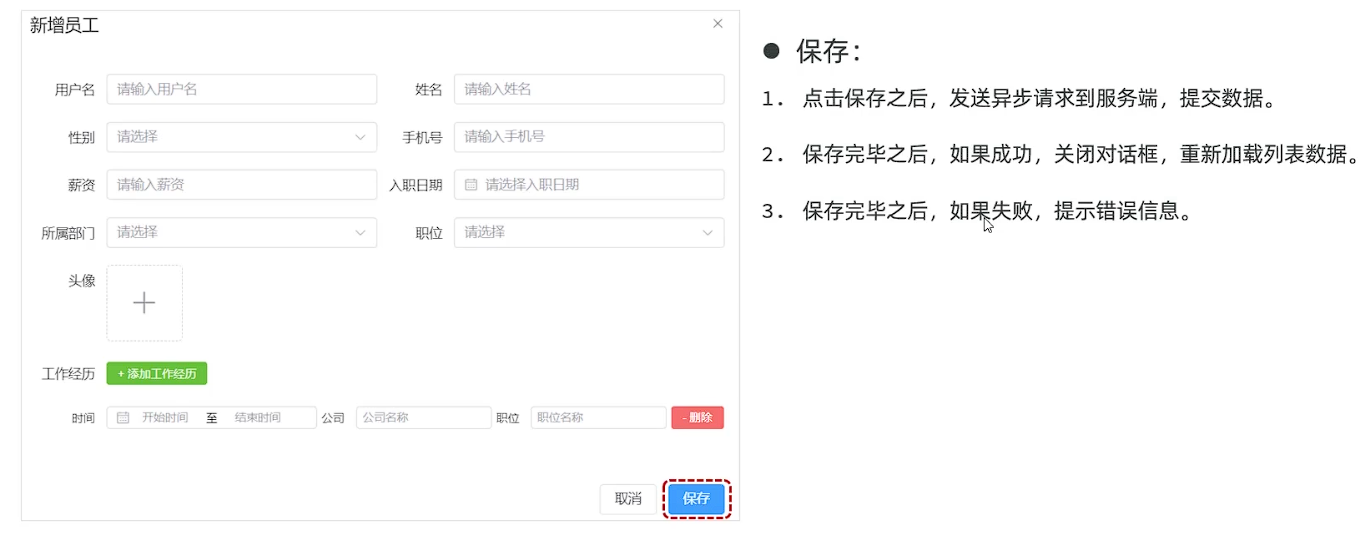 新增员工
用户名 请输入用户名 姓名 请输入姓名
性别 请选择 手机号 请输入手机号
薪资 请输入薪资 入职日期 请选择入职日期
所属部门 请选择 职位 请选择
头像
工作经历 + 添加工作经历
时间 开始时间 至 结束时间 公司 公司名称 职位 职位名称 - 删除
取消 保存
● 保存：
1. 点击保存之后，发送异步请求到服务端，提交数据。
2. 保存完毕之后，如果成功，关闭对话框，重新加载列表数据。
3. 保存完毕之后，如果失败，提示错误信息。